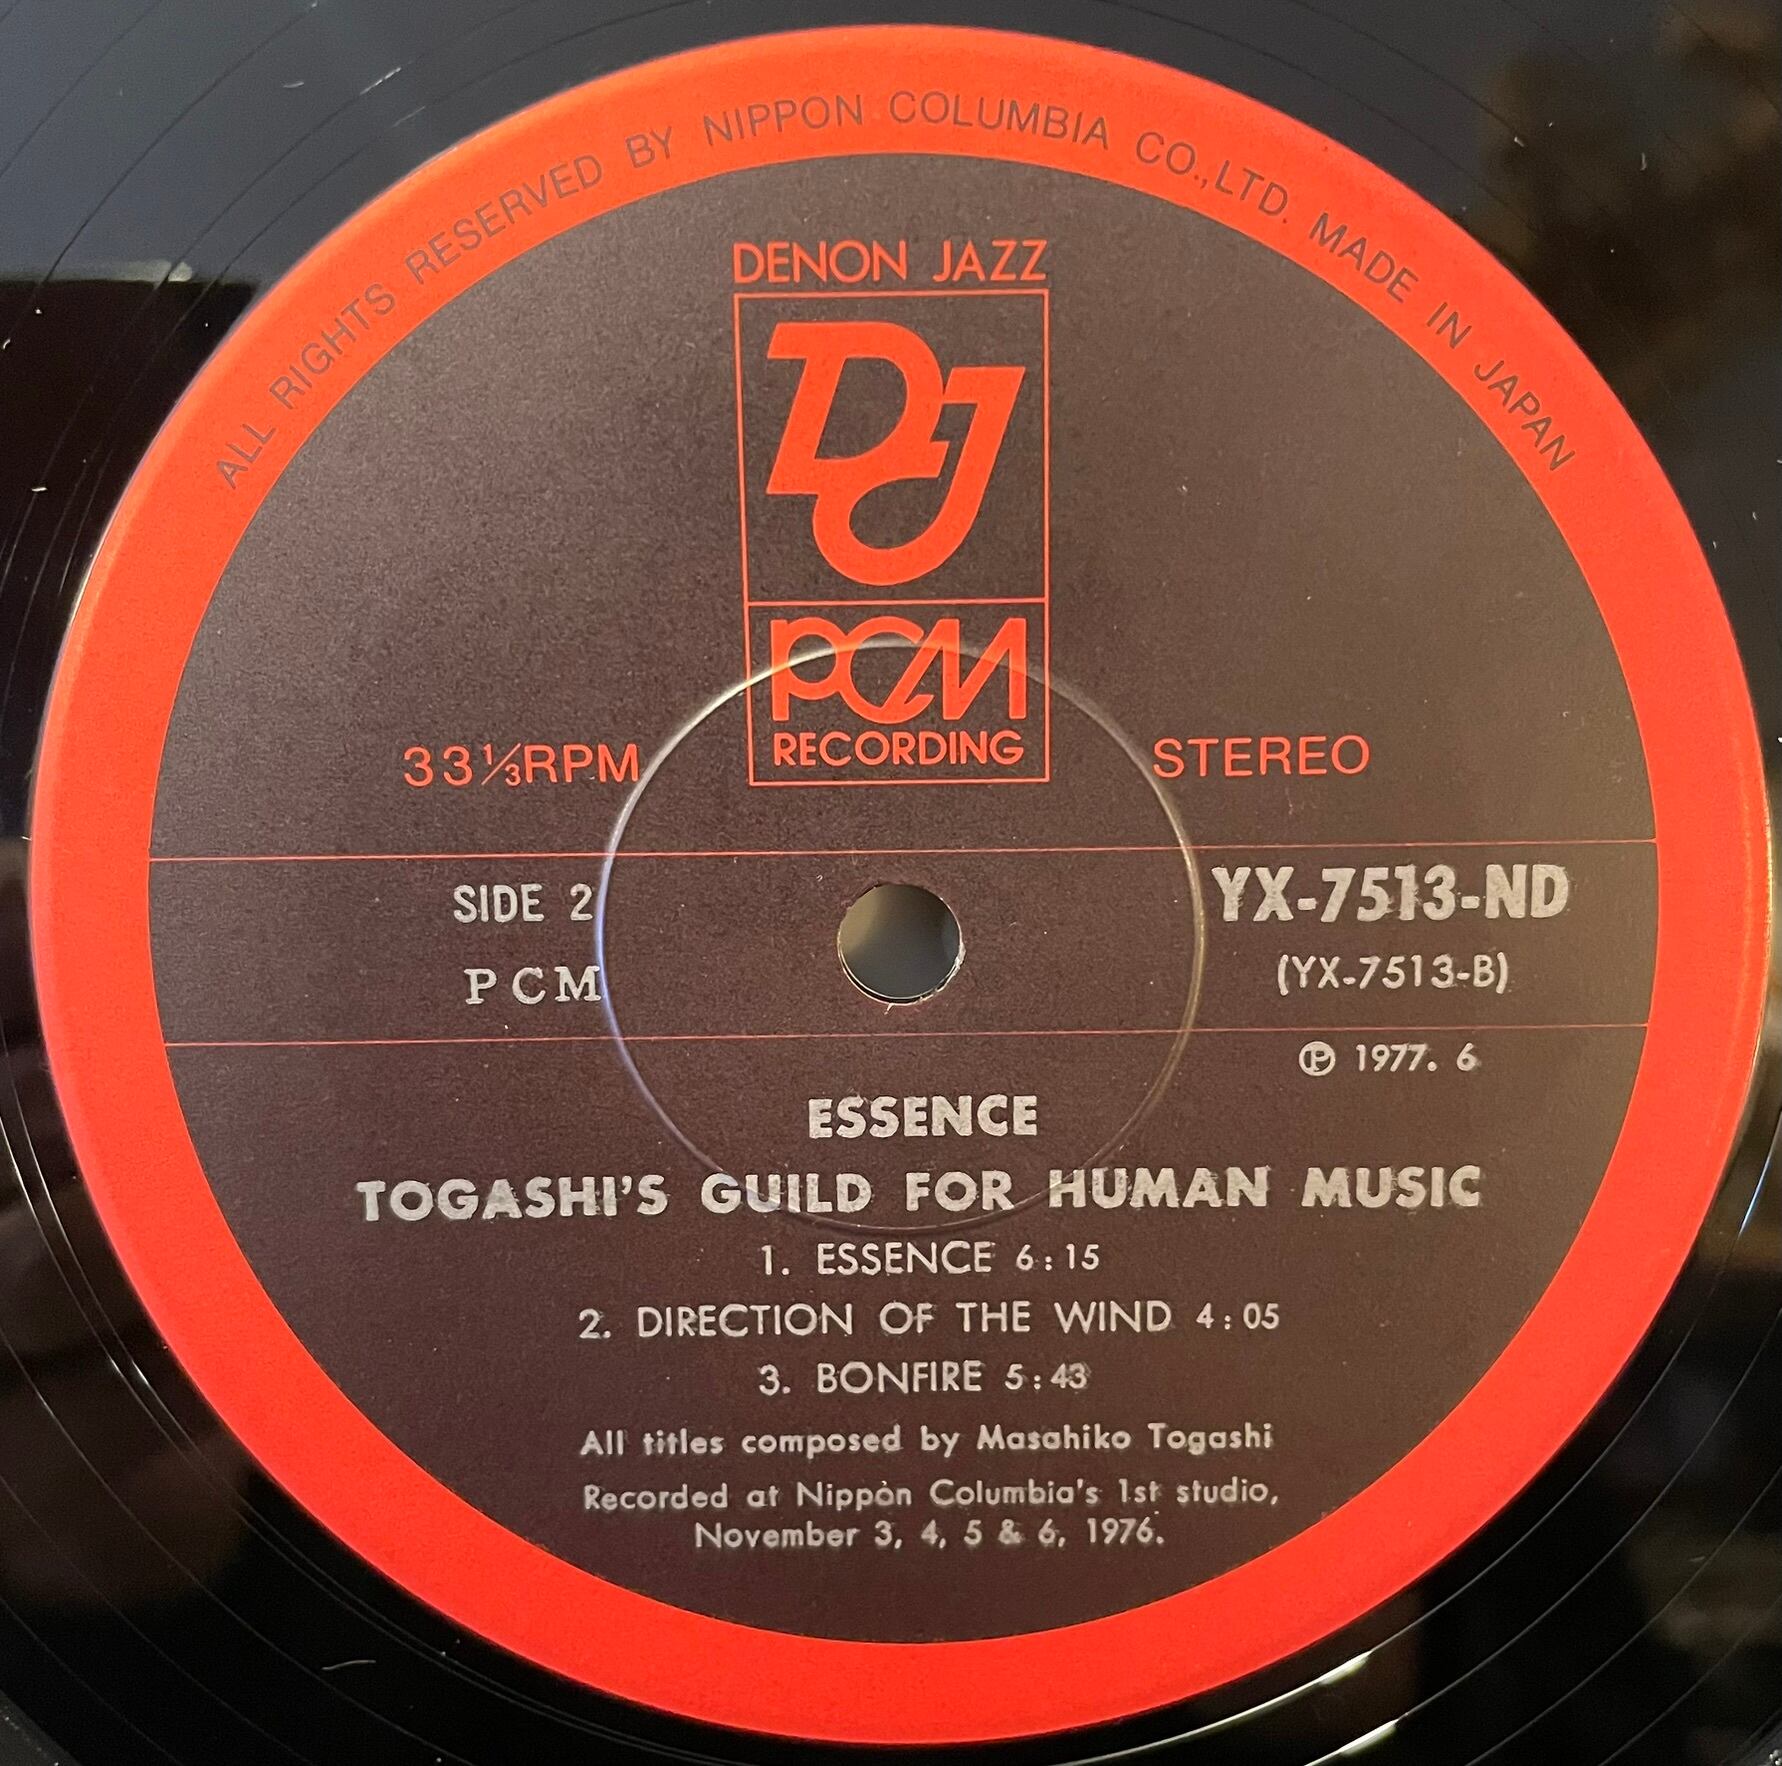 ALL RIGHTS RESERVED BY NIPPON COLUMBIA CO.,LTD. MADE IN JAPAN
DENON JAZZ
DJ
PCM
RECORDING
33⅓RPM
STEREO
SIDE 2
YX-7513-ND
PCM
(YX-7513-B)
℗ 1977. 6
ESSENCE
TOGASHI'S GUILD FOR HUMAN MUSIC
1. ESSENCE 6:15
2. DIRECTION OF THE WIND 4:05
3. BONFIRE 5:43
All titles composed by Masahiko Togashi
Recorded at Nippon Columbia's 1st studio,
November 3, 4, 5 & 6, 1976.